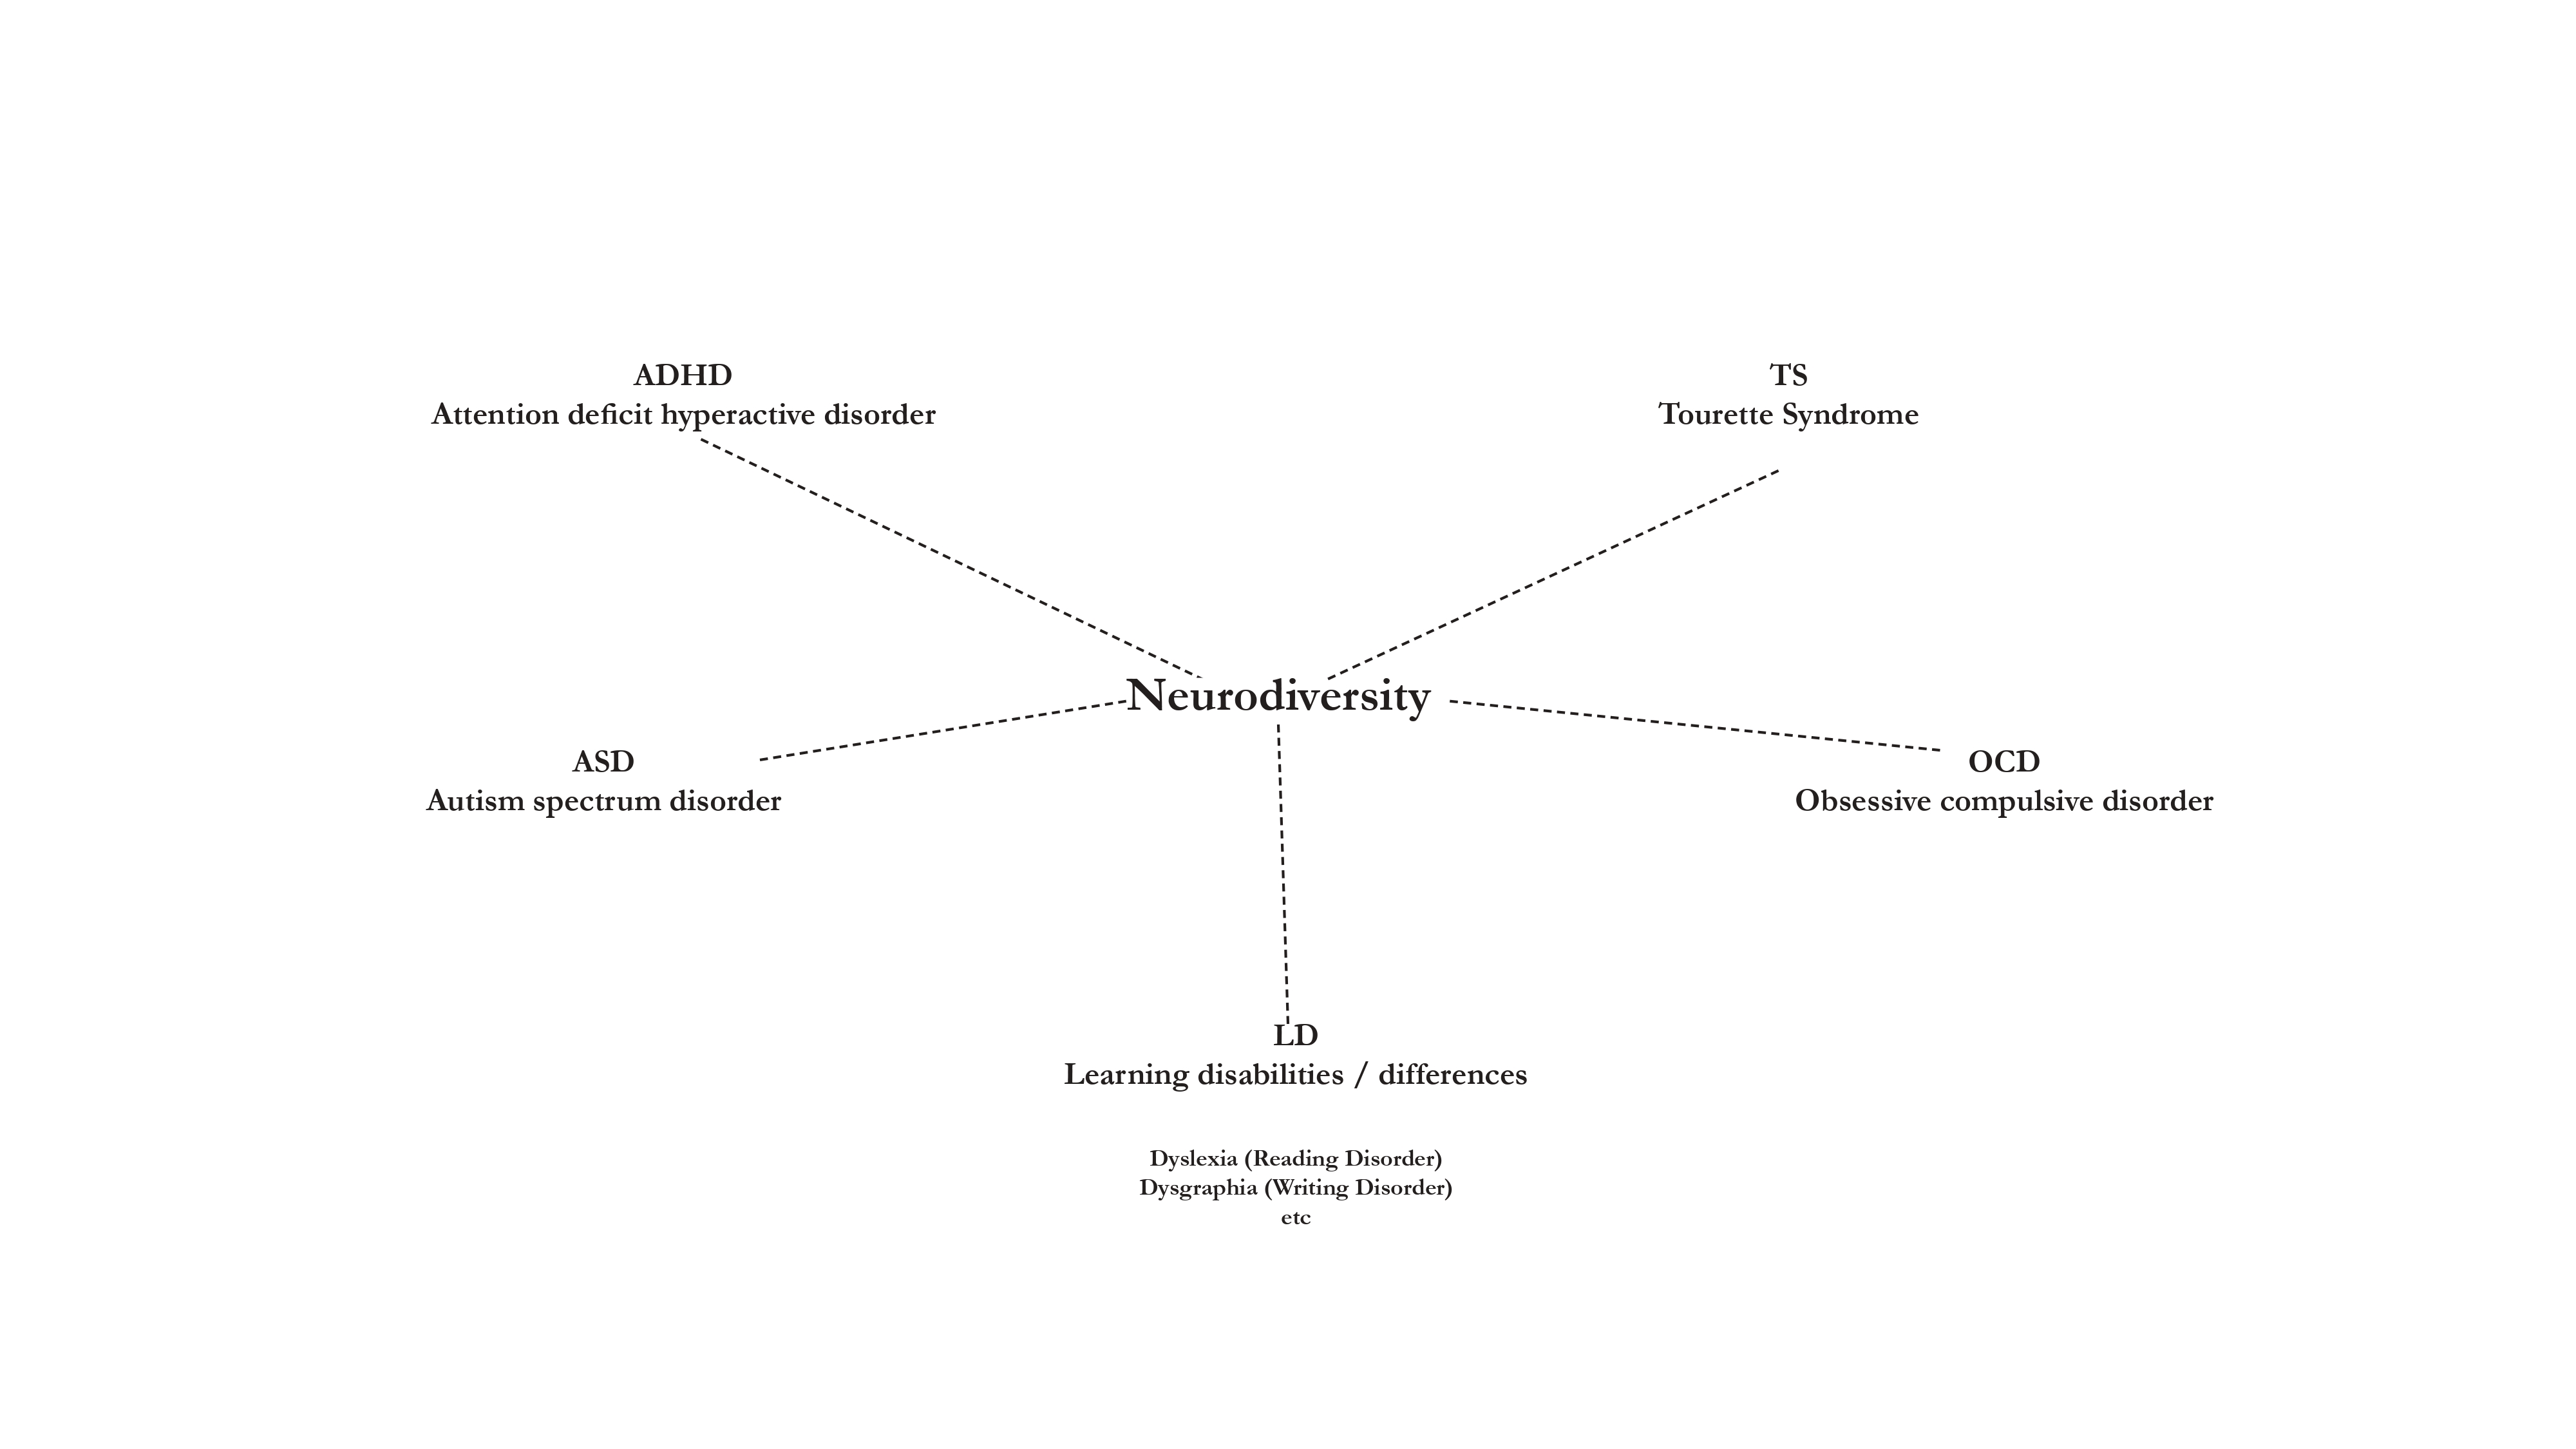 ADHD
Attention deficit hyperactive disorder
TS
Tourette Syndrome
Neurodiversity
ASD
Autism spectrum disorder
OCD
Obsessive compulsive disorder
LD
Learning disabilities / differences
Dyslexia (Reading Disorder)
Dysgraphia (Writing Disorder)
etc